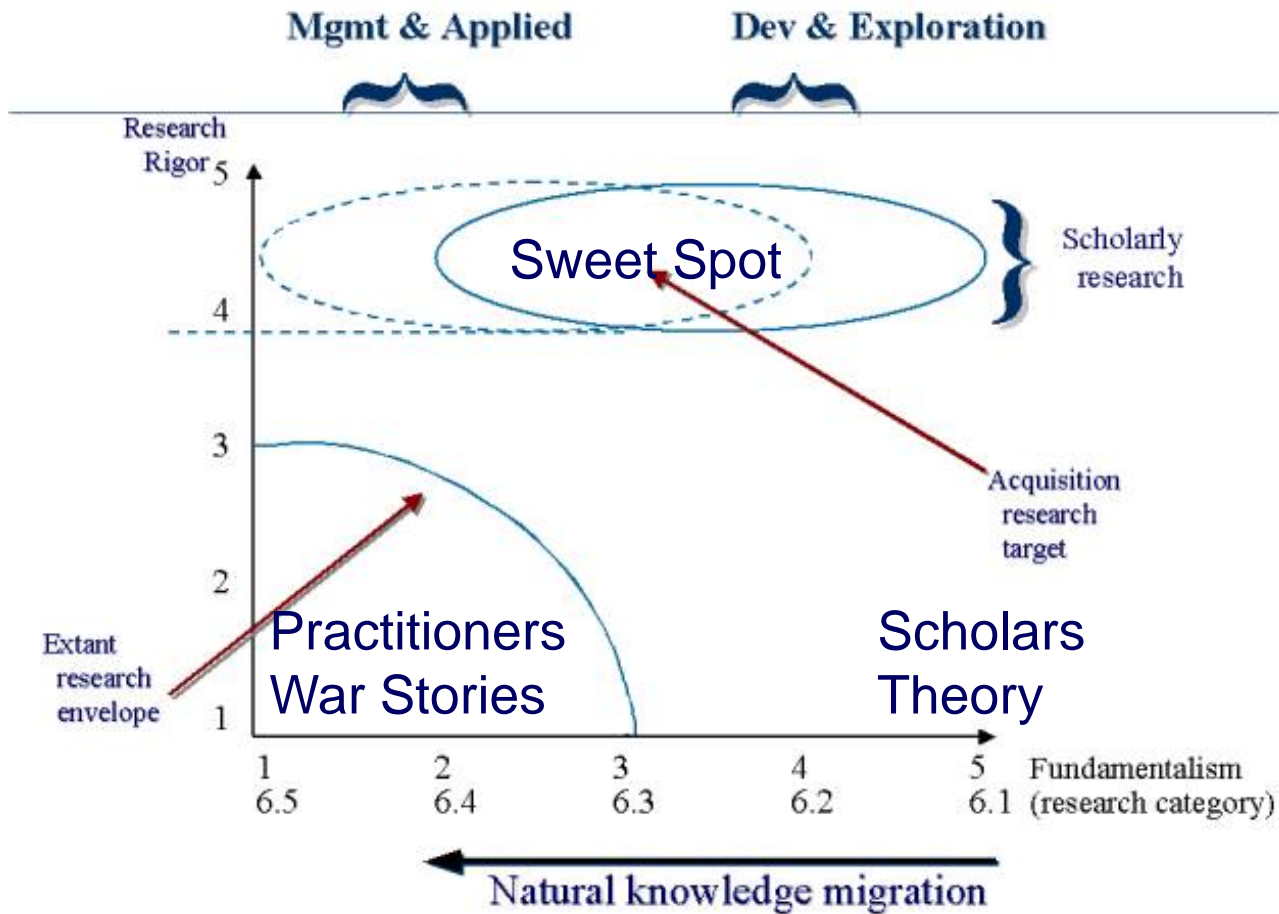 Mgmt & Applied
Dev & Exploration
Research
Rigor
5
4
3
2
1
Sweet Spot
Scholarly
research
Acquisition
research
target
Extant
research
envelope
Practitioners
War Stories
Scholars
Theory
1 2 3 4 5 Fundamentalism
6.5 6.4 6.3 6.2 6.1 (research category)
Natural knowledge migration